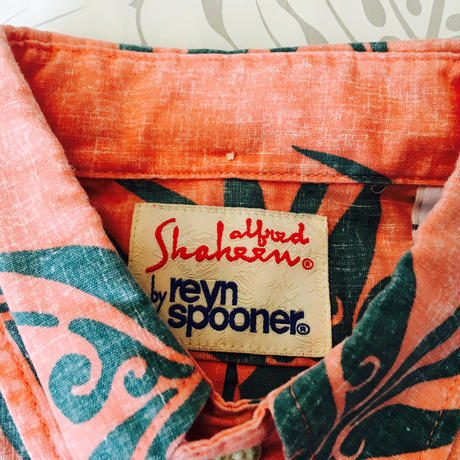 alfred
Shaheen®
by reyn
spooner®